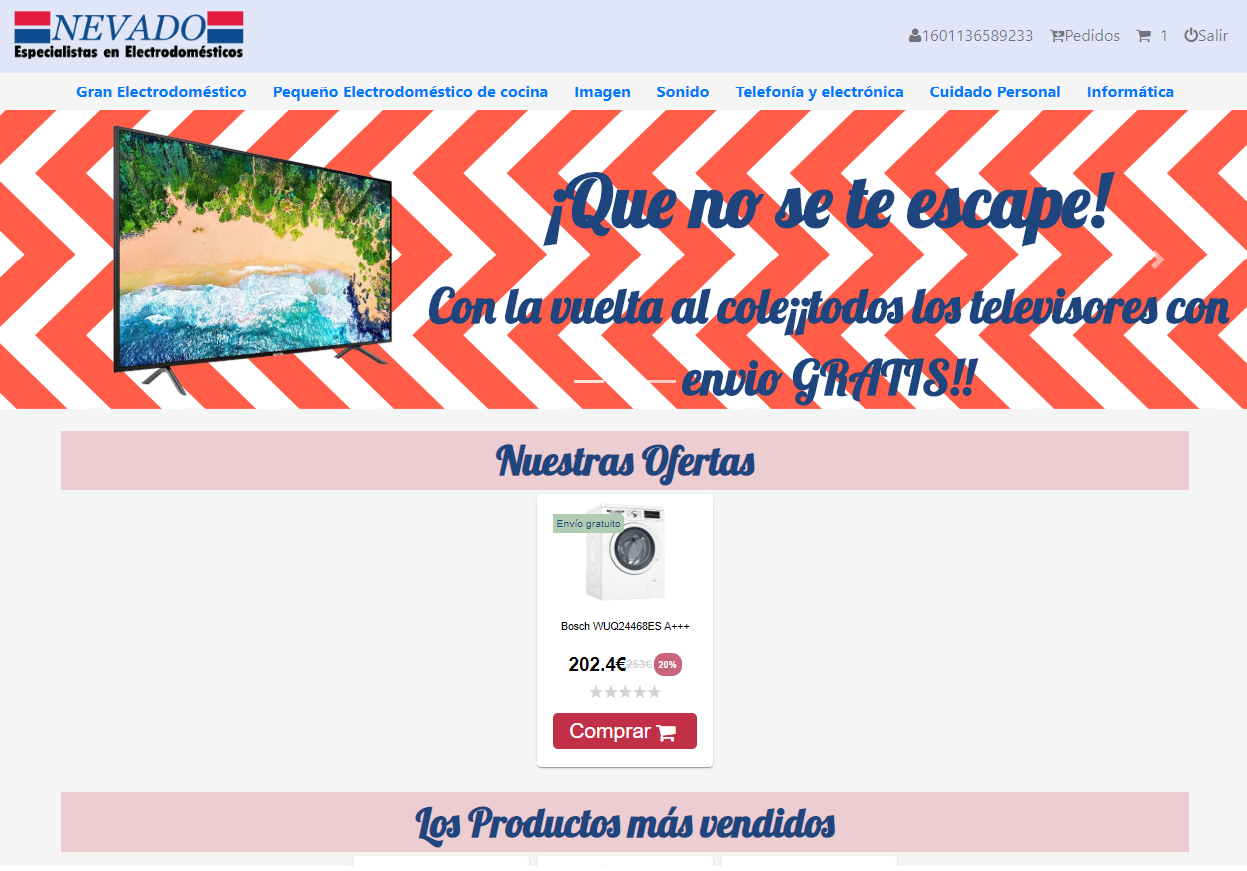 NEVADO
Especialistas en Electrodomésticos
1601136589233 Pedidos 1 Salir
Gran Electrodoméstico Pequeño Electrodoméstico de cocina Imagen Sonido Telefonía y electrónica Cuidado Personal Informática
¡Que no se te escape!
Con la vuelta al cole¡¡todos los televisores con
envio GRATIS!!
Nuestras Ofertas
Envío gratuito
Bosch WUQ24468ES A+++
202.4€ 253€ 20%
Comprar
Los Productos más vendidos